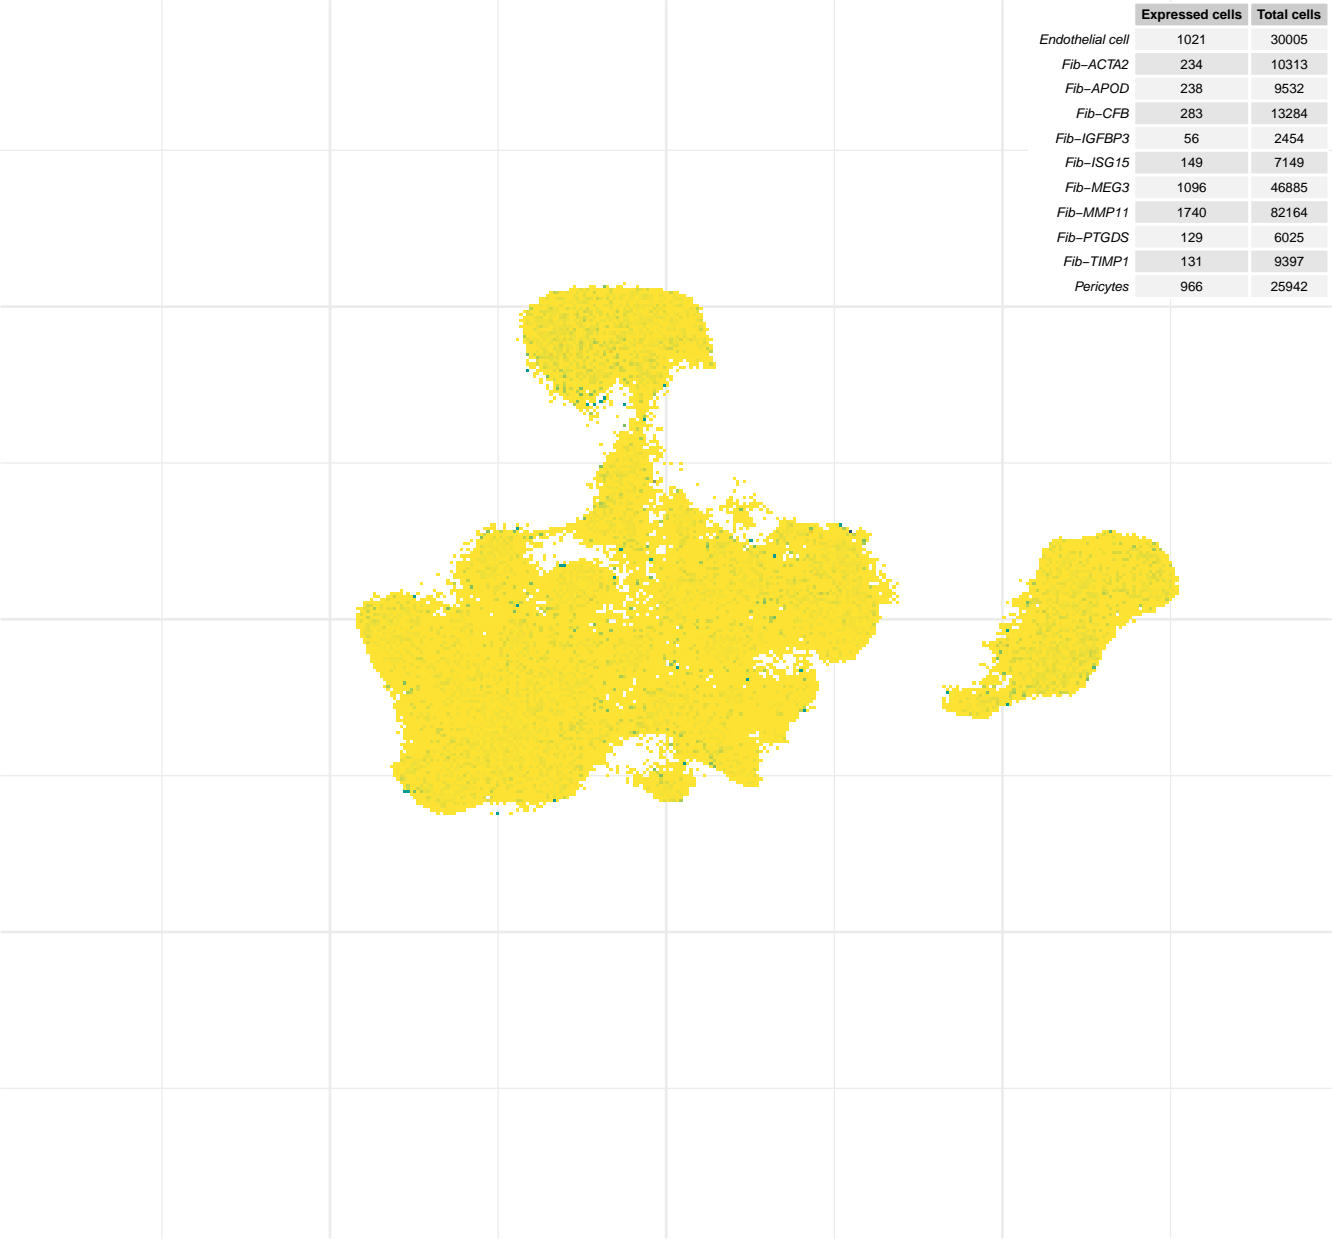 Expressed cells Total cells
Endothelial cell 1021 30005
Fib−ACTA2 234 10313
Fib−APOD 238 9532
Fib−CFB 283 13284
Fib−IGFBP3 56 2454
Fib−ISG15 149 7149
Fib−MEG3 1096 46885
Fib−MMP11 1740 82164
Fib−PTGDS 129 6025
Fib−TIMP1 131 9397
Pericytes 966 25942